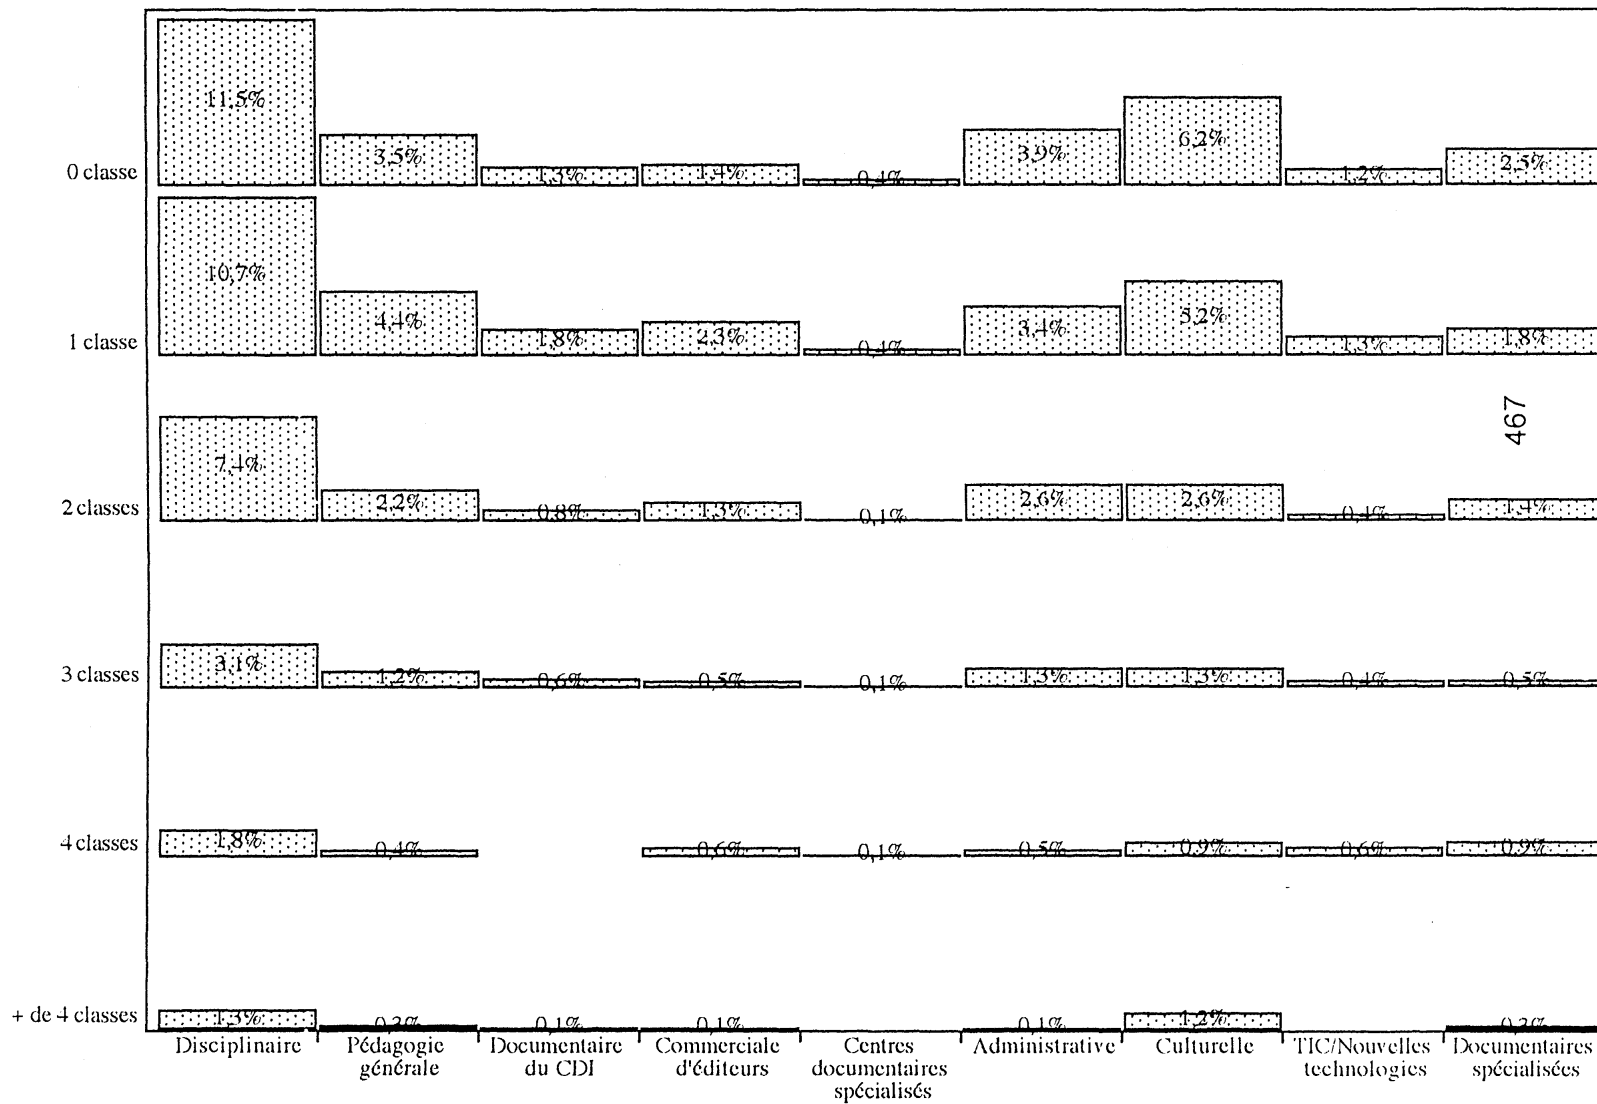 11,5%
3,5%
1,3%
1,4%
0,4%
3,9%
6,2%
1,2%
2,5%
0 classe
10,7%
4,4%
1,8%
2,3%
0,4%
3,4%
5,2%
1,3%
1,8%
1 classe
467
7,4%
2,2%
0,8%
1,3%
0,1%
2,6%
2,6%
0,4%
1,4%
2 classes
3,1%
1,2%
0,6%
0,5%
0,1%
1,3%
1,3%
0,4%
0,5%
3 classes
1,8%
0,4%
0,6%
0,1%
0,5%
0,9%
0,6%
0,9%
4 classes
1,3%
0,1%
0,1%
0,1%
1,2%
+ de 4 classes
Disciplinaire
Pédagogie
générale
Documentaire
du CDI
Commerciale
d'éditeurs
Centres
documentaires
spécialisés
Administrative
Culturelle
TIC/Nouvelles
technologies
Documentaires
spécialisées